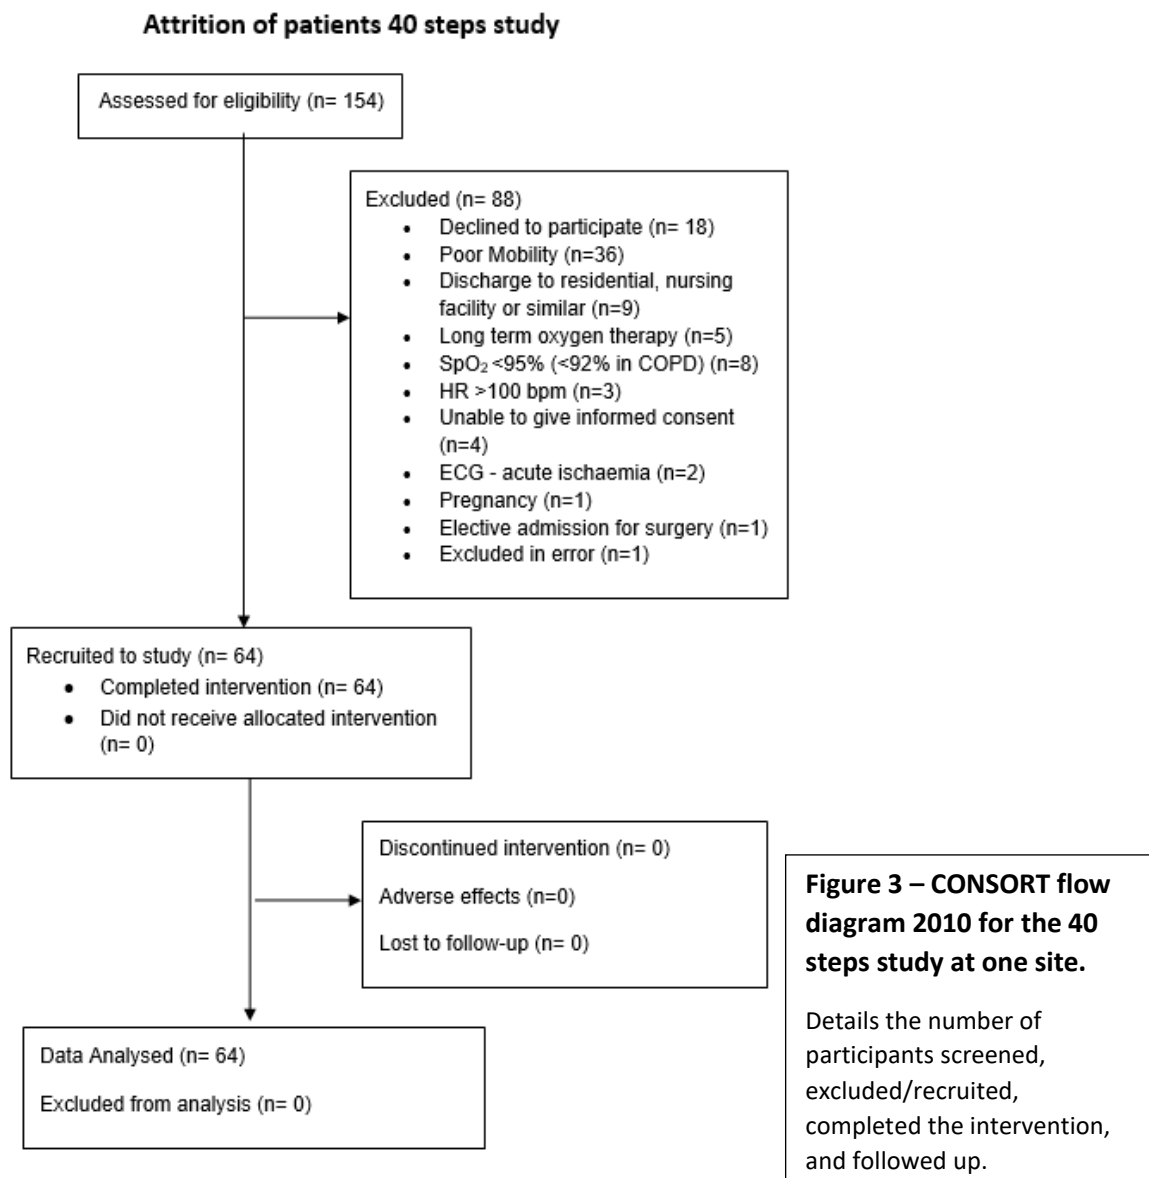 Attrition of patients 40 steps study
Assessed for eligibility (n= 154)
Excluded (n= 88)
• Declined to participate (n= 18)
• Poor Mobility (n=36)
• Discharge to residential, nursing
facility or similar (n=9)
• Long term oxygen therapy (n=5)
• SpO₂ <95% (<92% in COPD) (n=8)
• HR >100 bpm (n=3)
• Unable to give informed consent
(n=4)
• ECG - acute ischaemia (n=2)
• Pregnancy (n=1)
• Elective admission for surgery (n=1)
• Excluded in error (n=1)
Recruited to study (n= 64)
• Completed intervention (n= 64)
• Did not receive allocated intervention
(n= 0)
Discontinued intervention (n= 0)
Adverse effects (n=0)
Lost to follow-up (n= 0)
Data Analysed (n= 64)
Excluded from analysis (n= 0)
Figure 3 – CONSORT flow
diagram 2010 for the 40
steps study at one site.
Details the number of
participants screened,
excluded/recruited,
completed the intervention,
and followed up.